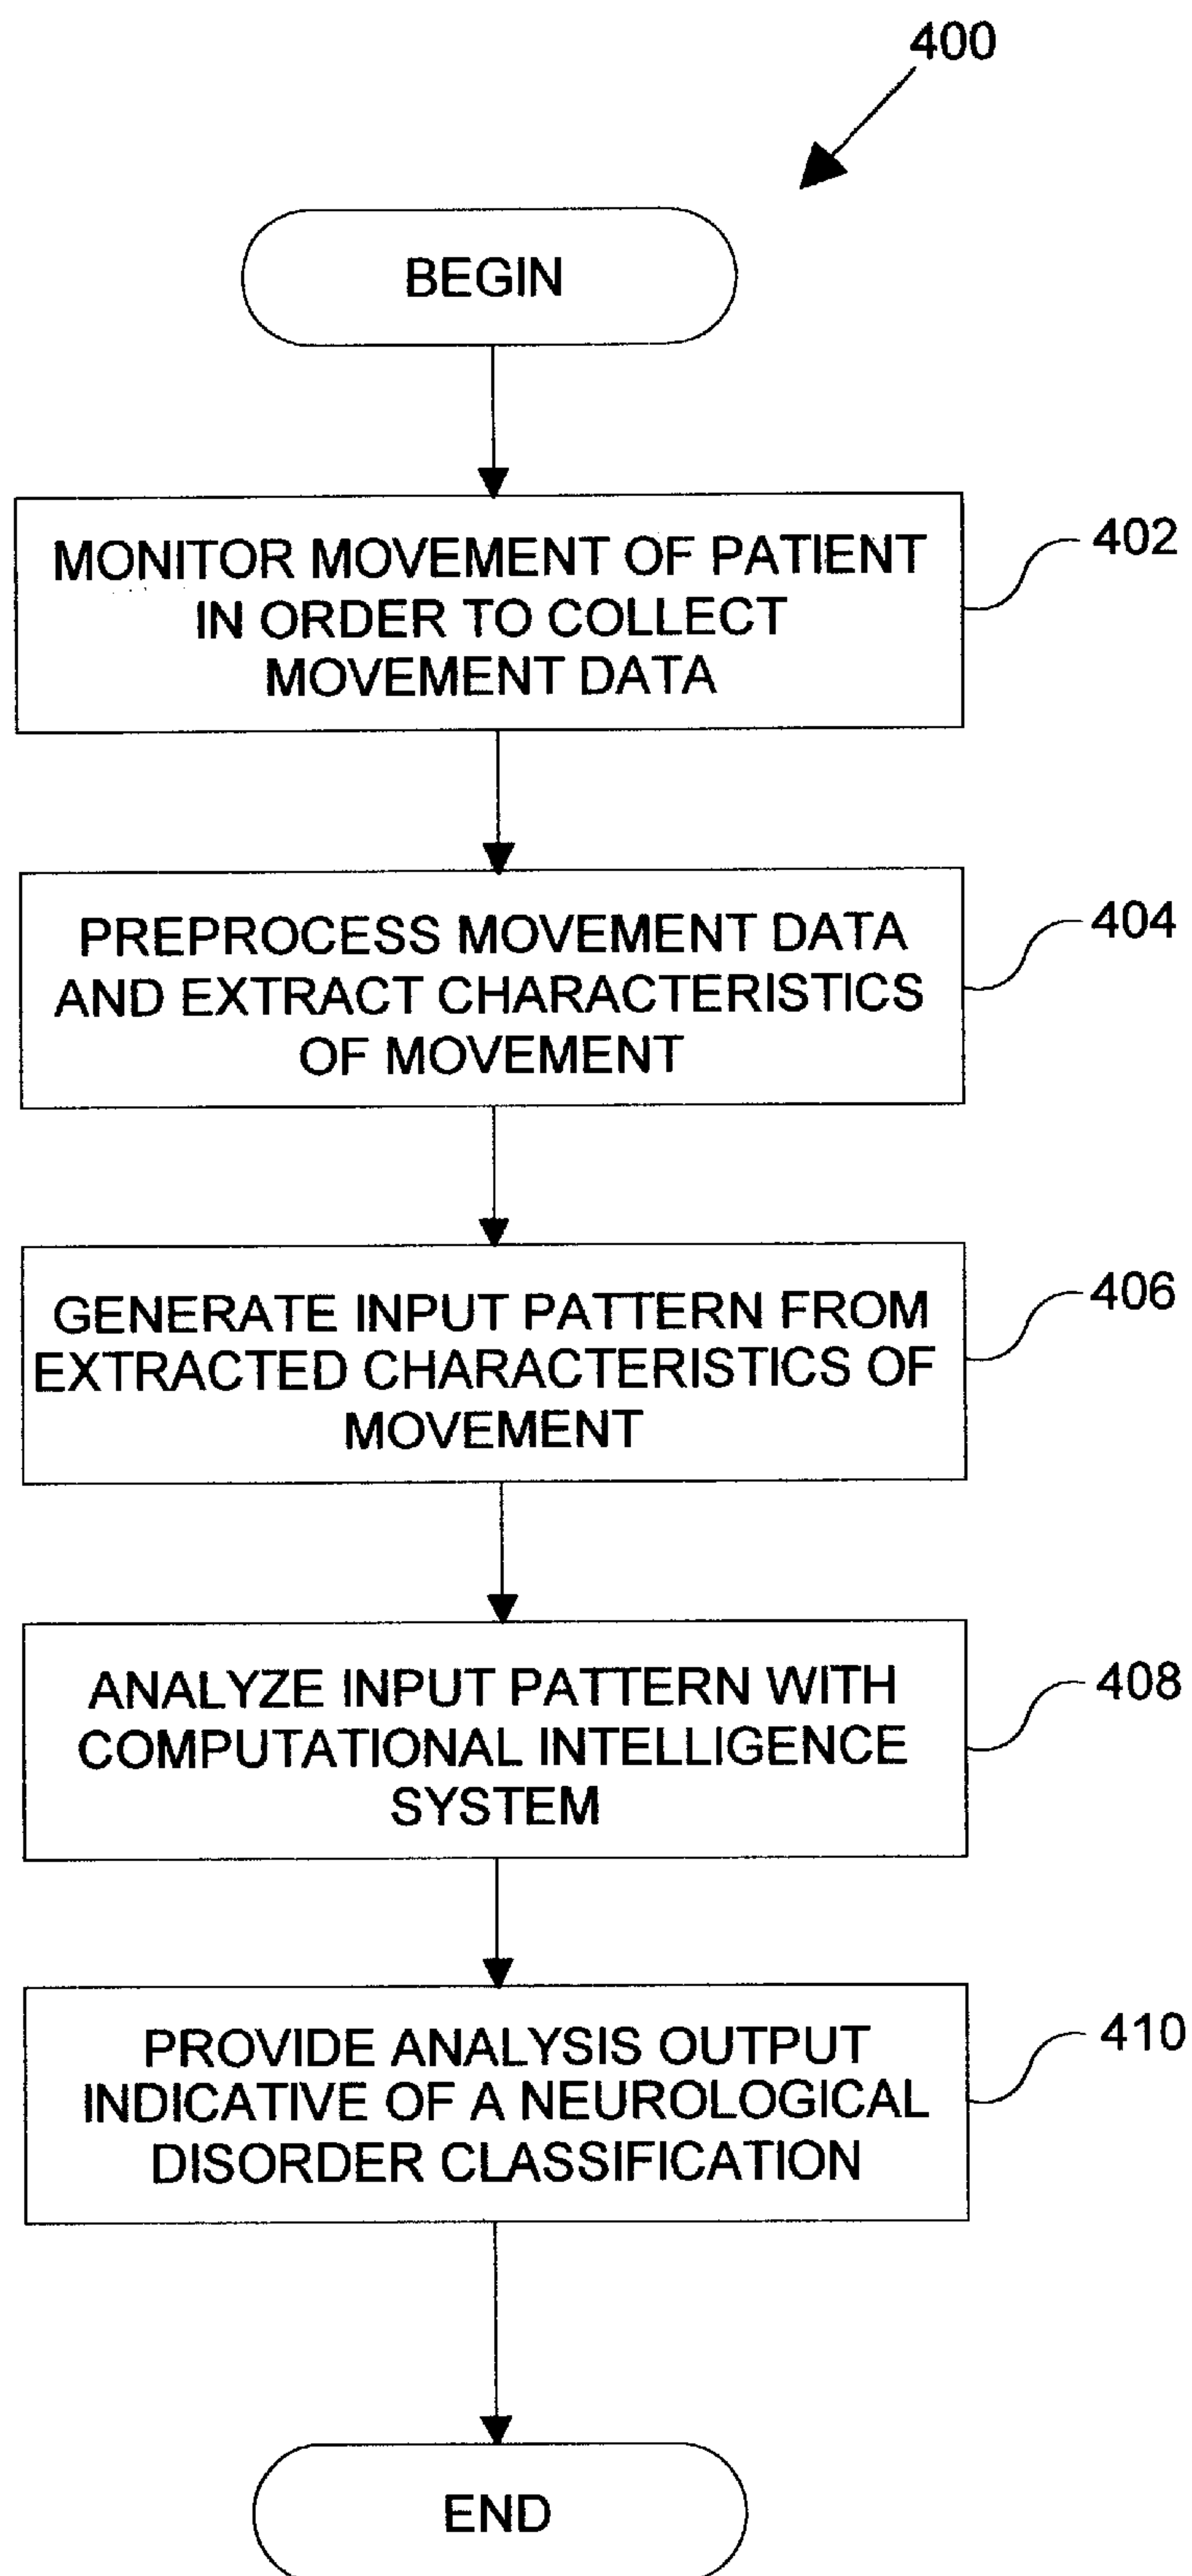 400
BEGIN
MONITOR MOVEMENT OF PATIENT
IN ORDER TO COLLECT
MOVEMENT DATA
402
PREPROCESS MOVEMENT DATA
AND EXTRACT CHARACTERISTICS
OF MOVEMENT
404
GENERATE INPUT PATTERN FROM
EXTRACTED CHARACTERISTICS OF
MOVEMENT
406
ANALYZE INPUT PATTERN WITH
COMPUTATIONAL INTELLIGENCE
SYSTEM
408
PROVIDE ANALYSIS OUTPUT
INDICATIVE OF A NEUROLOGICAL
DISORDER CLASSIFICATION
410
END